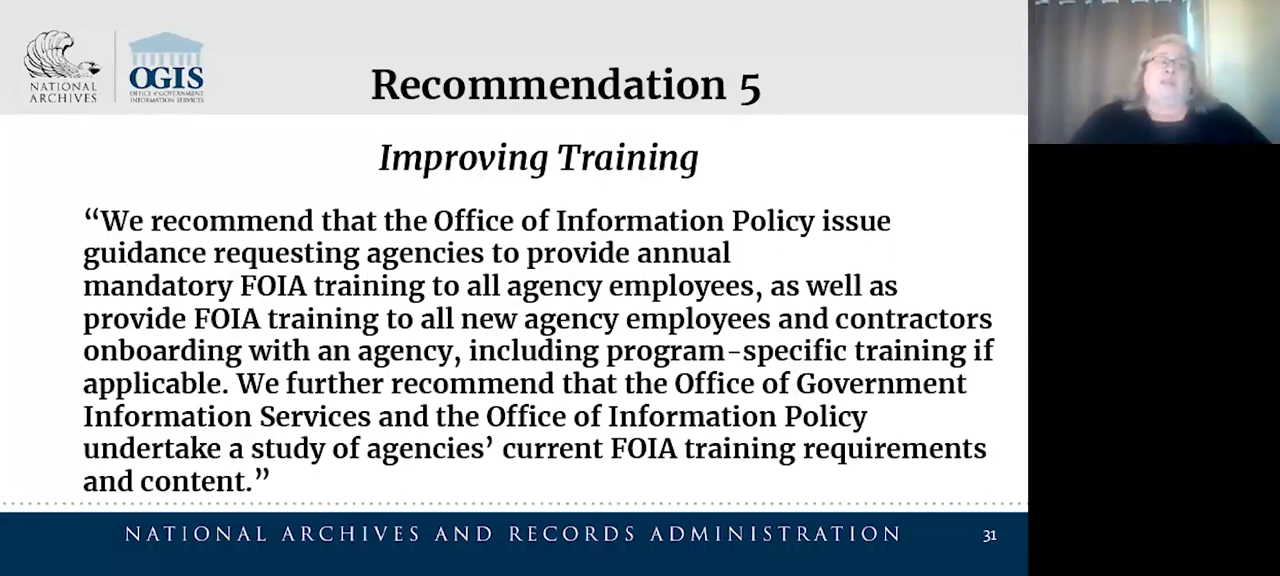 NATIONAL
ARCHIVES
OGIS
OFFICE of GOVERNMENT
INFORMATION SERVICES
Recommendation 5
Improving Training
“We recommend that the Office of Information Policy issue
guidance requesting agencies to provide annual
mandatory FOIA training to all agency employees, as well as
provide FOIA training to all new agency employees and contractors
onboarding with an agency, including program-specific training if
applicable. We further recommend that the Office of Government
Information Services and the Office of Information Policy
undertake a study of agencies’ current FOIA training requirements
and content.”
NATIONAL ARCHIVES AND RECORDS ADMINISTRATION
31